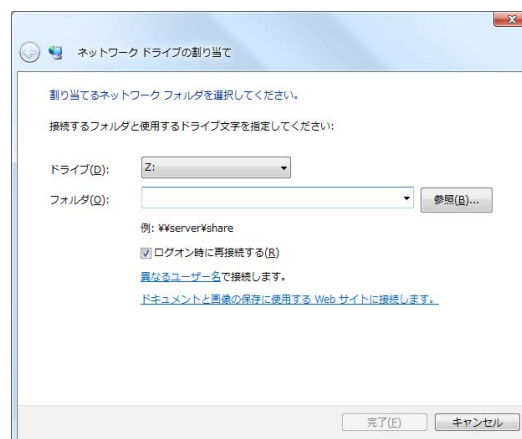 ネットワーク ドライブの割り当て
割り当てるネットワーク フォルダを選択してください。
接続するフォルダと使用するドライブ文字を指定してください:
ドライブ(D): Z:
フォルダ(O): 参照(B)...
例: ¥¥server¥share
ログオン時に再接続する(R)
異なるユーザー名で接続します。
ドキュメントと画像の保存に使用する Web サイトに接続します。
完了(F) キャンセル